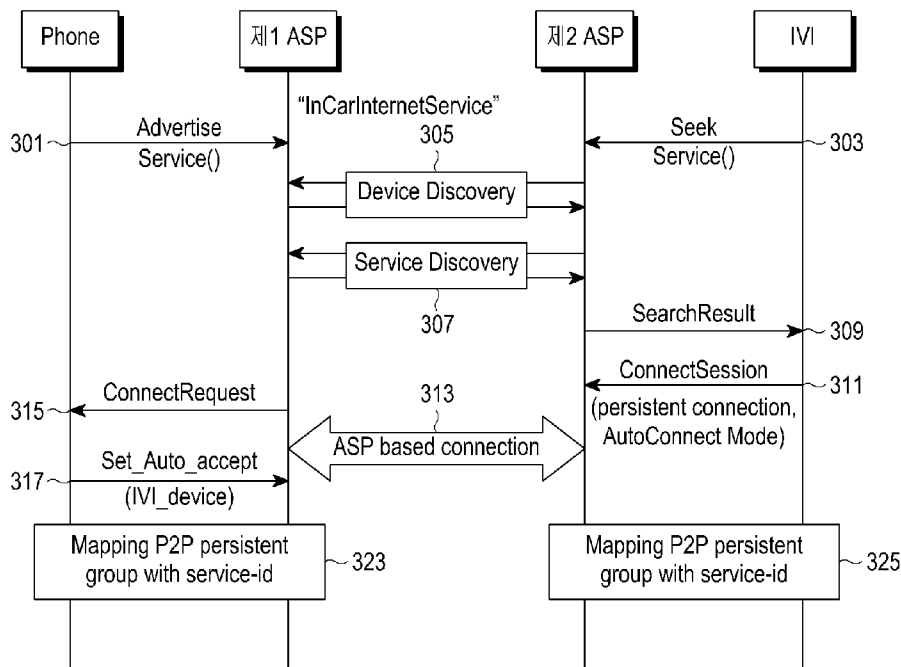 Phone
제1 ASP
제2 ASP
IVI
"InCarInternetService"
301
Advertise
Service()
305
Seek
Service()
303
Device Discovery
Service Discovery
307
SearchResult
309
ConnectSession
311
(persistent connection,
AutoConnect Mode)
ConnectRequest
315
313
ASP based connection
Set_Auto_accept
317
(IVI_device)
Mapping P2P persistent
group with service-id
323
Mapping P2P persistent
group with service-id
325